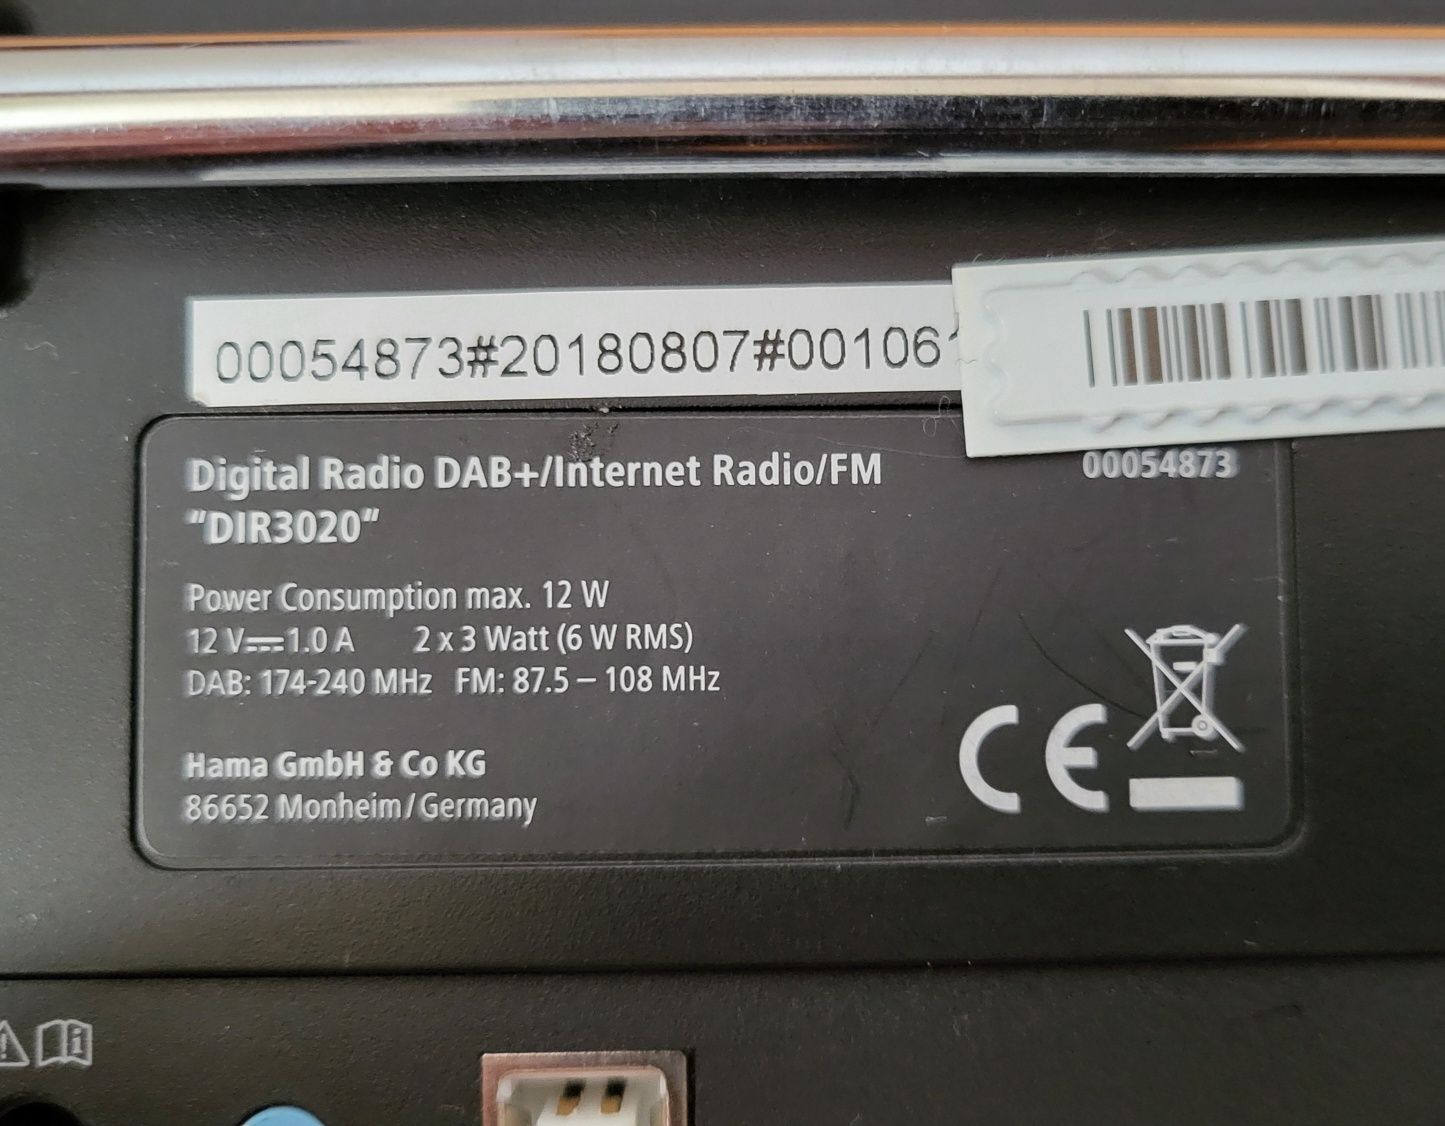 00054873#20180807#001061
Digital Radio DAB+/Internet Radio/FM 00054873
"DIR3020"
Power Consumption max. 12 W
12 V⎓1.0 A 2 x 3 Watt (6 W RMS)
DAB: 174-240 MHz FM: 87.5 – 108 MHz
Hama GmbH & Co KG
86652 Monheim/Germany
CE